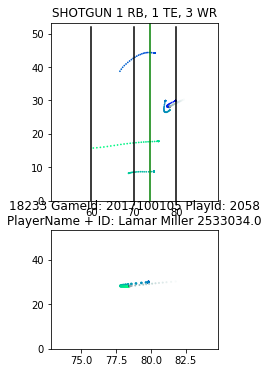 SHOTGUN 1 RB, 1 TE, 3 WR
50
40
30
20
10
0
60 70 80
18233 GameId: 2017100105 PlayId: 2058
PlayerName + ID: Lamar Miller 2533034.0
40
20
0
75.0 77.5 80.0 82.5